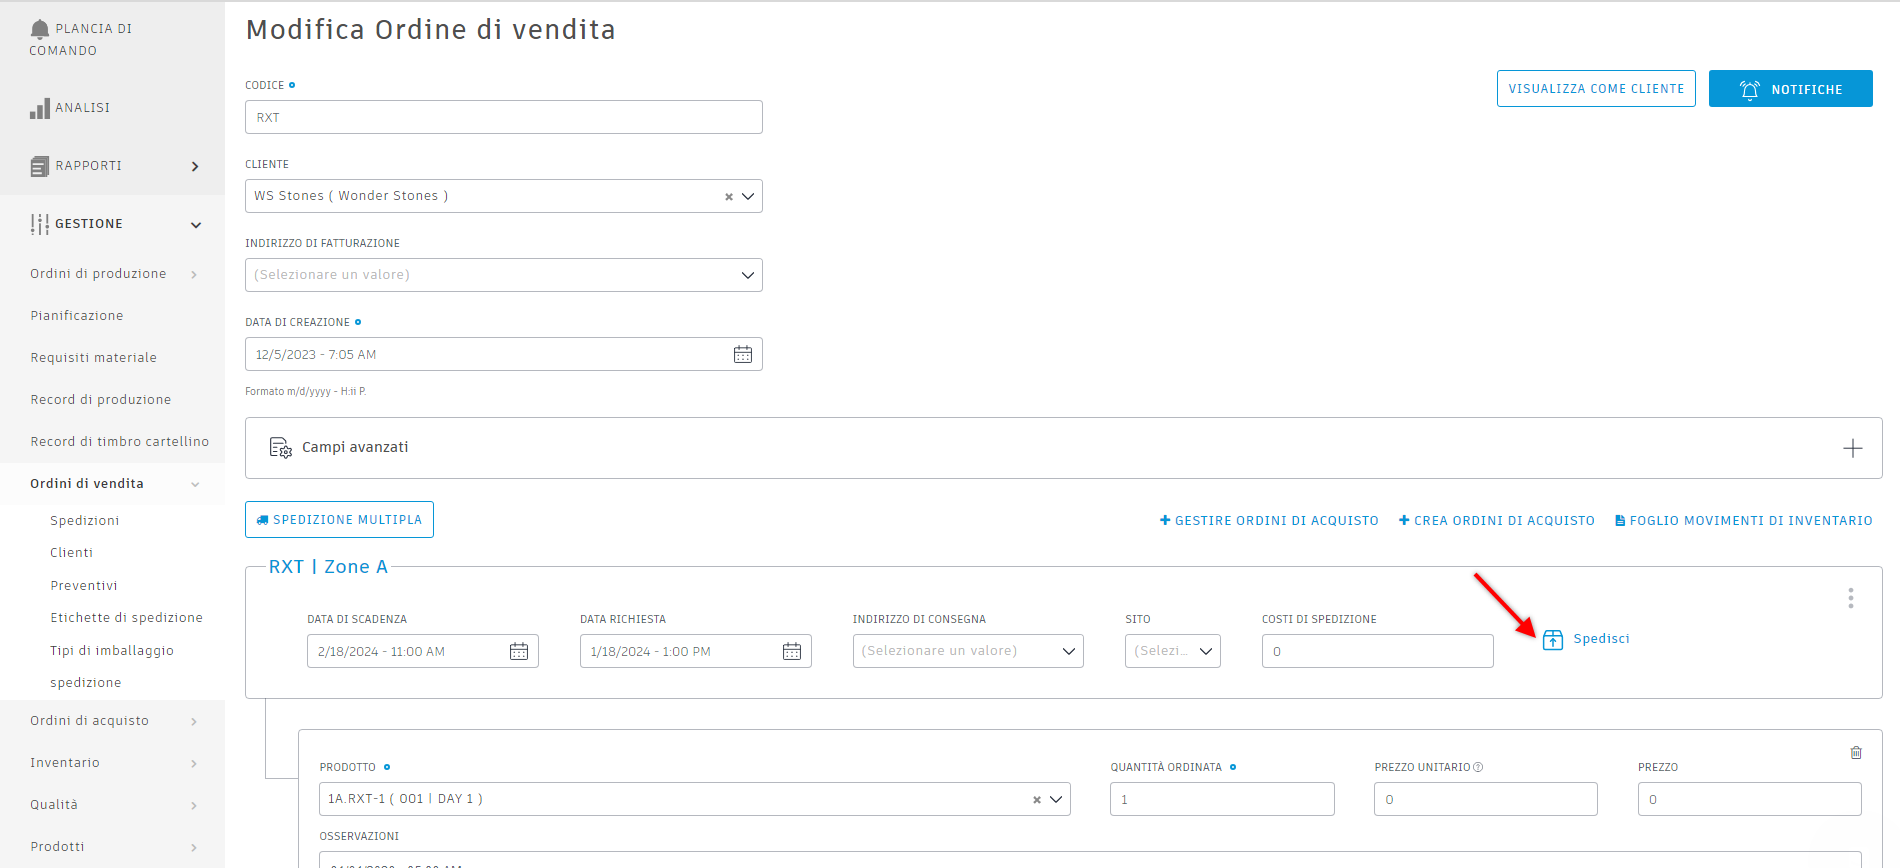 PLANCIA DI
COMANDO
ANALISI
RAPPORTI
GESTIONE
Ordini di produzione
Pianificazione
Requisiti materiale
Record di produzione
Record di timbro cartellino
Ordini di vendita
Spedizioni
Clienti
Preventivi
Etichette di spedizione
Tipi di imballaggio
spedizione
Ordini di acquisto
Inventario
Qualità
Prodotti
Modifica Ordine di vendita
VISUALIZZA COME CLIENTE
NOTIFICHE
CODICE
RXT
CLIENTE
WS Stones ( Wonder Stones )
INDIRIZZO DI FATTURAZIONE
(Selezionare un valore)
DATA DI CREAZIONE
12/5/2023 - 7:05 AM
Formato m/d/yyyy - H:ii P.
Campi avanzati
SPEDIZIONE MULTIPLA
GESTIRE ORDINI DI ACQUISTO
CREA ORDINI DI ACQUISTO
FOGLIO MOVIMENTI DI INVENTARIO
RXT | Zone A
DATA DI SCADENZA
DATA RICHIESTA
INDIRIZZO DI CONSEGNA
SITO
COSTI DI SPEDIZIONE
2/18/2024 - 11:00 AM
1/18/2024 - 1:00 PM
(Selezionare un valore)
(Selezi...
0
Spedisci
PRODOTTO
QUANTITÀ ORDINATA
PREZZO UNITARIO
PREZZO
1A.RXT-1 ( 001 | DAY 1 )
1
0
0
OSSERVAZIONI